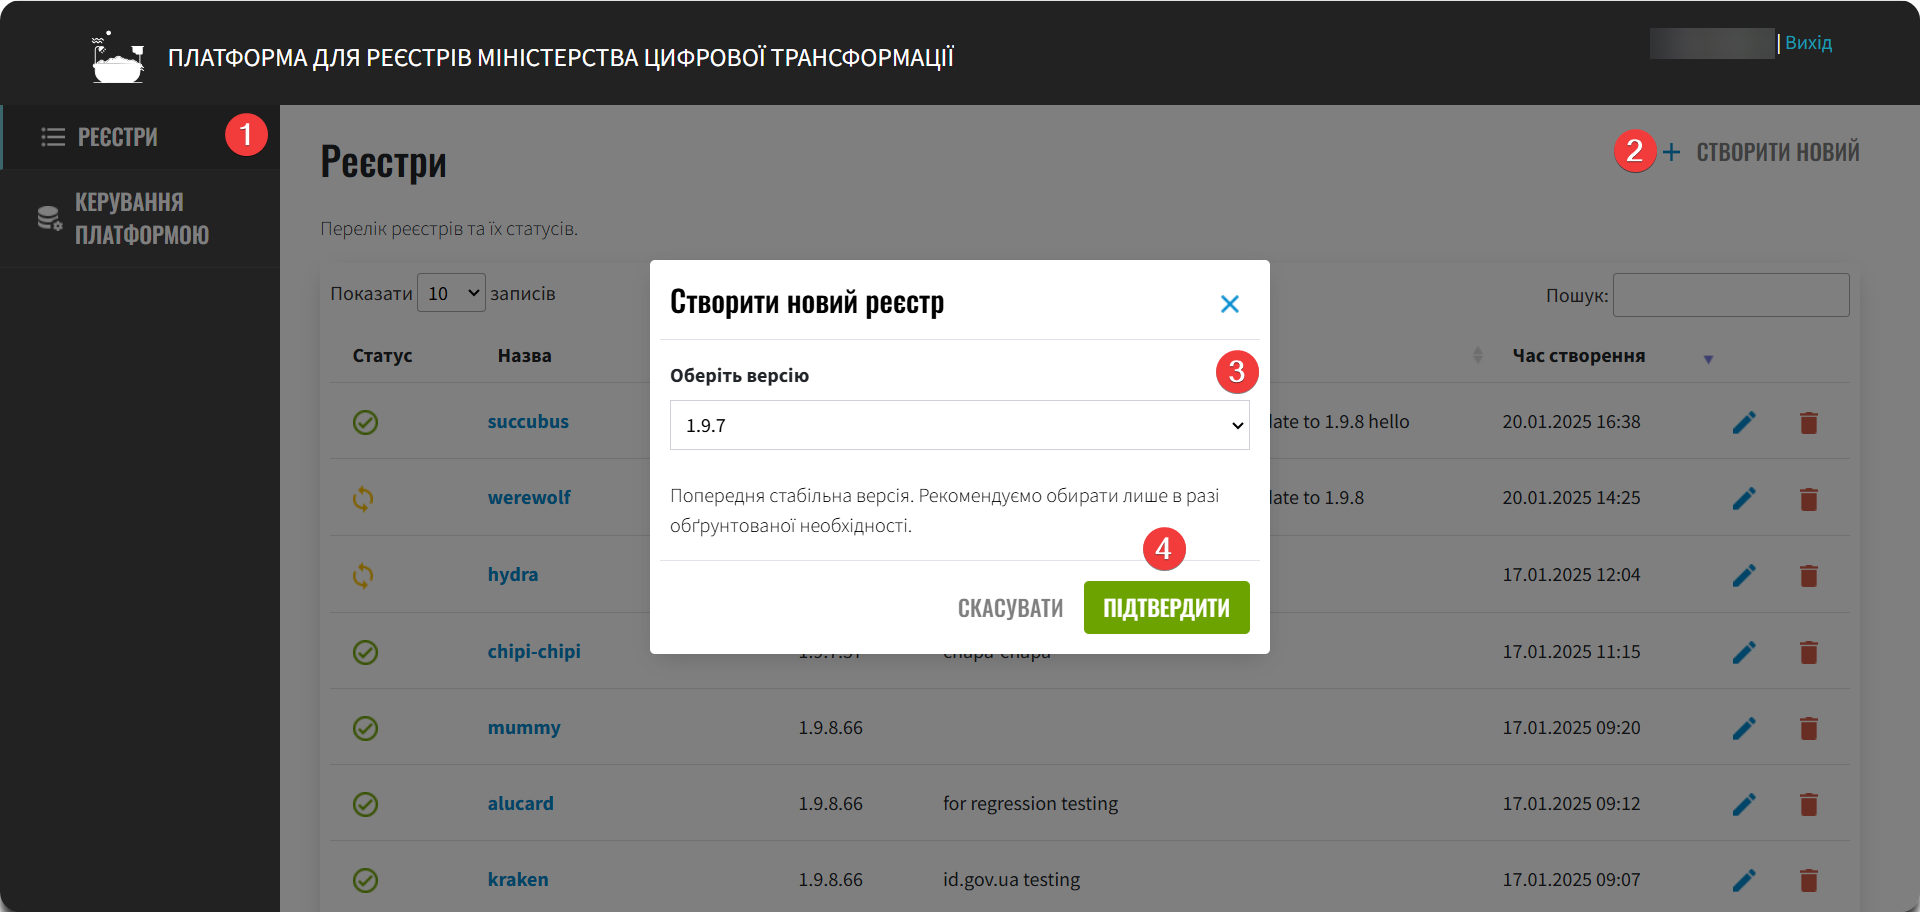 ПЛАТФОРМА ДЛЯ РЕЄСТРІВ МІНІСТЕРСТВА ЦИФРОВОЇ ТРАНСФОРМАЦІЇ
| Вихід
РЕЄСТРИ 1
КЕРУВАННЯ
ПЛАТФОРМОЮ
Реєстри
2 + СТВОРИТИ НОВИЙ
Перелік реєстрів та їх статусів.
Показати 10 записів
Пошук:
Статус Назва Час створення
succubus late to 1.9.8 hello 20.01.2025 16:38
werewolf late to 1.9.8 20.01.2025 14:25
hydra 17.01.2025 12:04
chipi-chipi 17.01.2025 11:15
mummy 1.9.8.66 17.01.2025 09:20
alucard 1.9.8.66 for regression testing 17.01.2025 09:12
kraken 1.9.8.66 id.gov.ua testing 17.01.2025 09:07
Створити новий реєстр
Оберіть версію 3
1.9.7
Попередня стабільна версія. Рекомендуємо обирати лише в разі
обґрунтованої необхідності.
4
СКАСУВАТИ ПІДТВЕРДИТИ